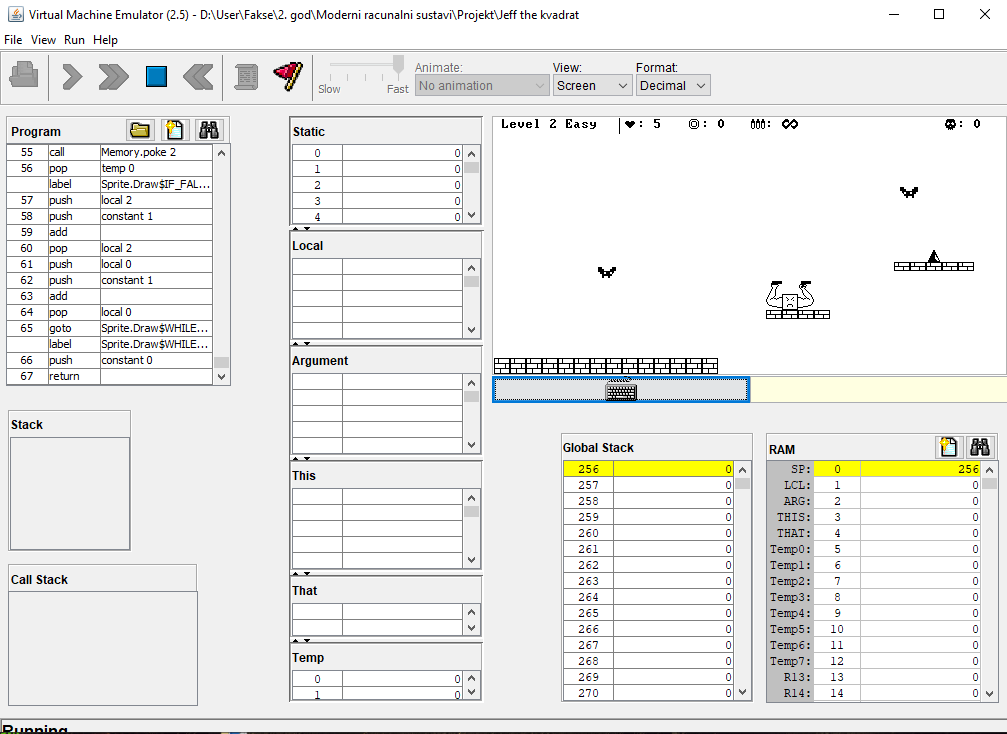 Virtual Machine Emulator (2.5) - D:\User\Fakse\2. god\Moderni racunalni sustavi\Projekt\Jeff the kvadrat
File View Run Help
Slow Fast
Animate:
No animation
View:
Screen
Format:
Decimal
Program
55 call Memory.poke 2
56 pop temp 0
label Sprite.Draw$IF_FAL...
57 push local 2
58 push constant 1
59 add
60 pop local 2
61 push local 0
62 push constant 1
63 add
64 pop local 0
65 goto Sprite.Draw$WHILE...
label Sprite.Draw$WHILE...
66 push constant 0
67 return
Stack
Call Stack
Static
0 0
1 0
2 0
3 0
4 0
Local
Argument
This
That
Temp
0 0
1 0
Level 2 Easy : 5 : 0 : ∞ : 0
Global Stack
256 0
257 0
258 0
259 0
260 0
261 0
262 0
263 0
264 0
265 0
266 0
267 0
268 0
269 0
270 0
RAM
SP: 0 256
LCL: 1 0
ARG: 2 0
THIS: 3 0
THAT: 4 0
Temp0: 5 0
Temp1: 6 0
Temp2: 7 0
Temp3: 8 0
Temp4: 9 0
Temp5: 10 0
Temp6: 11 0
Temp7: 12 0
R13: 13 0
R14: 14 0
Running